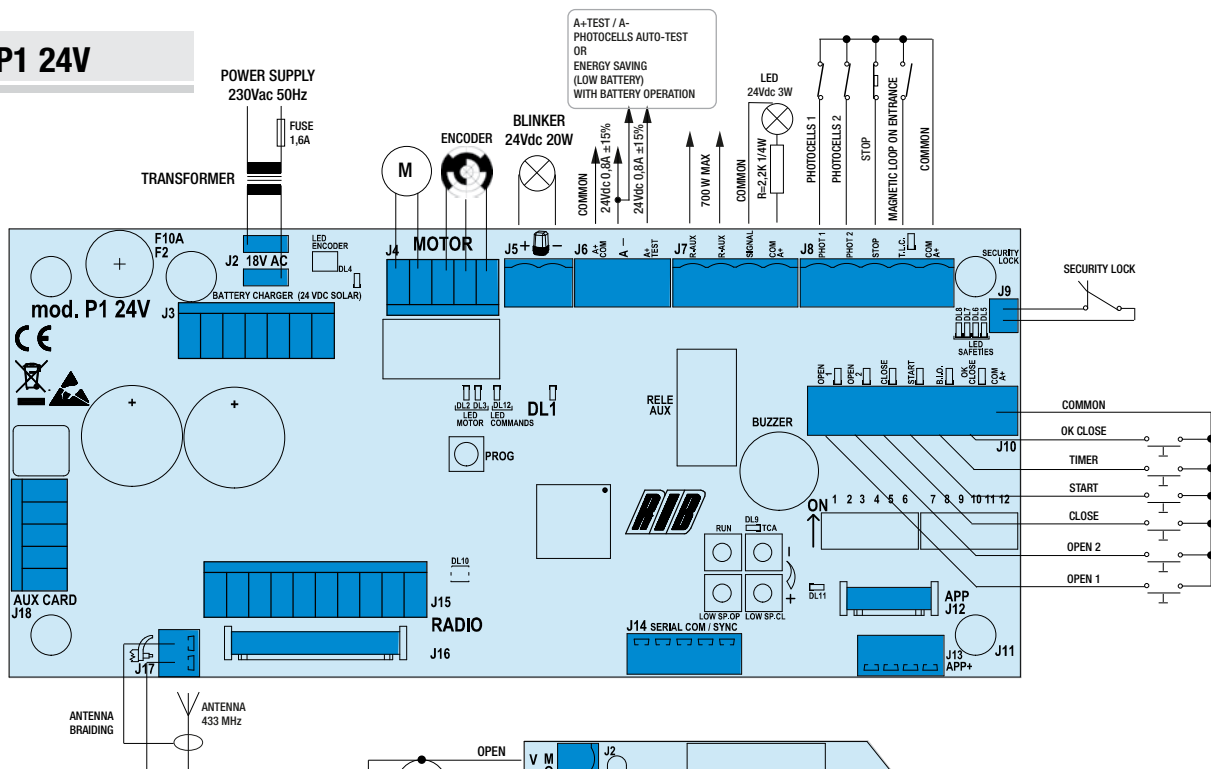 P1 24V
POWER SUPPLY
230Vac 50Hz
FUSE
1,6A
TRANSFORMER
M
ENCODER
BLINKER
24Vdc 20W
A+TEST / A-
PHOTOCELLS AUTO-TEST
OR
ENERGY SAVING
(LOW BATTERY)
WITH BATTERY OPERATION
COMMON
24Vdc 0,8A ±15%
24Vdc 0,8A ±15%
700 W MAX
COMMON
LED
24Vdc 3W
R=2,2K 1/4W
PHOTOCELLS 1
PHOTOCELLS 2
STOP
MAGNETIC LOOP ON ENTRANCE
COMMON
F10A
F2
J2 18V AC
LED
ENCODER
DL4
J4 MOTOR
J5 + -
J6 A+ COM
A -
A+ TEST
J7 R-AUX
R-AUX
SIGNAL
COM A+
J8 PHOT 1
PHOT 2
STOP
T..C.
COM A+
SECURITY
LOCK
J9
SECURITY LOCK
mod. P1 24V
J3
BATTERY CHARGER (24 VDC SOLAR)
CE
DL8
DL7
DL6
DL5
LED
SAFETIES
OPEN 1
OPEN 2
CLOSE
START
B.I.O.
OK CLOSE
COM A+
J10
COMMON
OK CLOSE
TIMER
START
CLOSE
OPEN 2
OPEN 1
+
+
+
DL2 DL3
LED
MOTOR
DL12
LED
COMMANDS
DL1
PROG
RELE
AUX
BUZZER
RIB
ON
1 2 3 4 5 6 7 8 9 10 11 12
RUN
DL9
TCA
-
+
LOW SP.OP LOW SP.CL
DL11
APP
J12
J11
J13
APP+
J14 SERIAL COM / SYNC
DL10
J15
RADIO
J16
AUX CARD
J18
J17
ANTENNA
BRAIDING
ANTENNA
433 MHz
OPEN
V M
J2